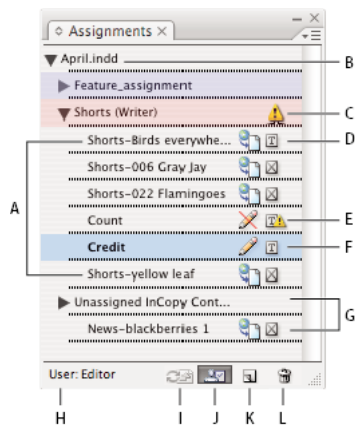 Assignments
April.indd B
Feature_assignment
Shorts (Writer) C
Shorts-Birds everywhe... T D
Shorts-006 Gray Jay
A
Shorts-022 Flamingoes
Count T E
Credit T F
Shorts-yellow leaf
Unassigned InCopy Cont...
G
News-blackberriies 1
User: Editor
H I J K L